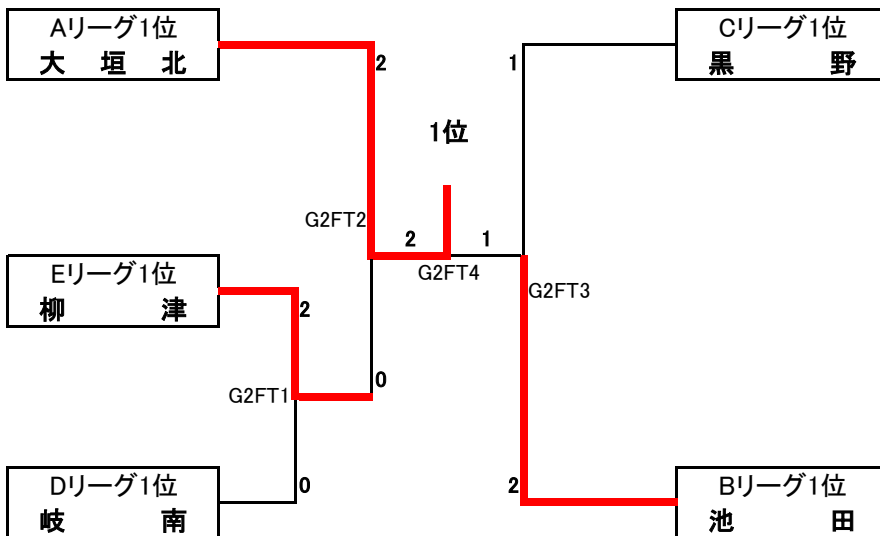 Aリーグ1位
大垣北
Cリーグ1位
黒野
2
1
1位
G2FT2
2
1
G2FT4
Eリーグ1位
柳津
2
G2FT3
G2FT1
0
Dリーグ1位
岐南
0
2
Bリーグ1位
池田